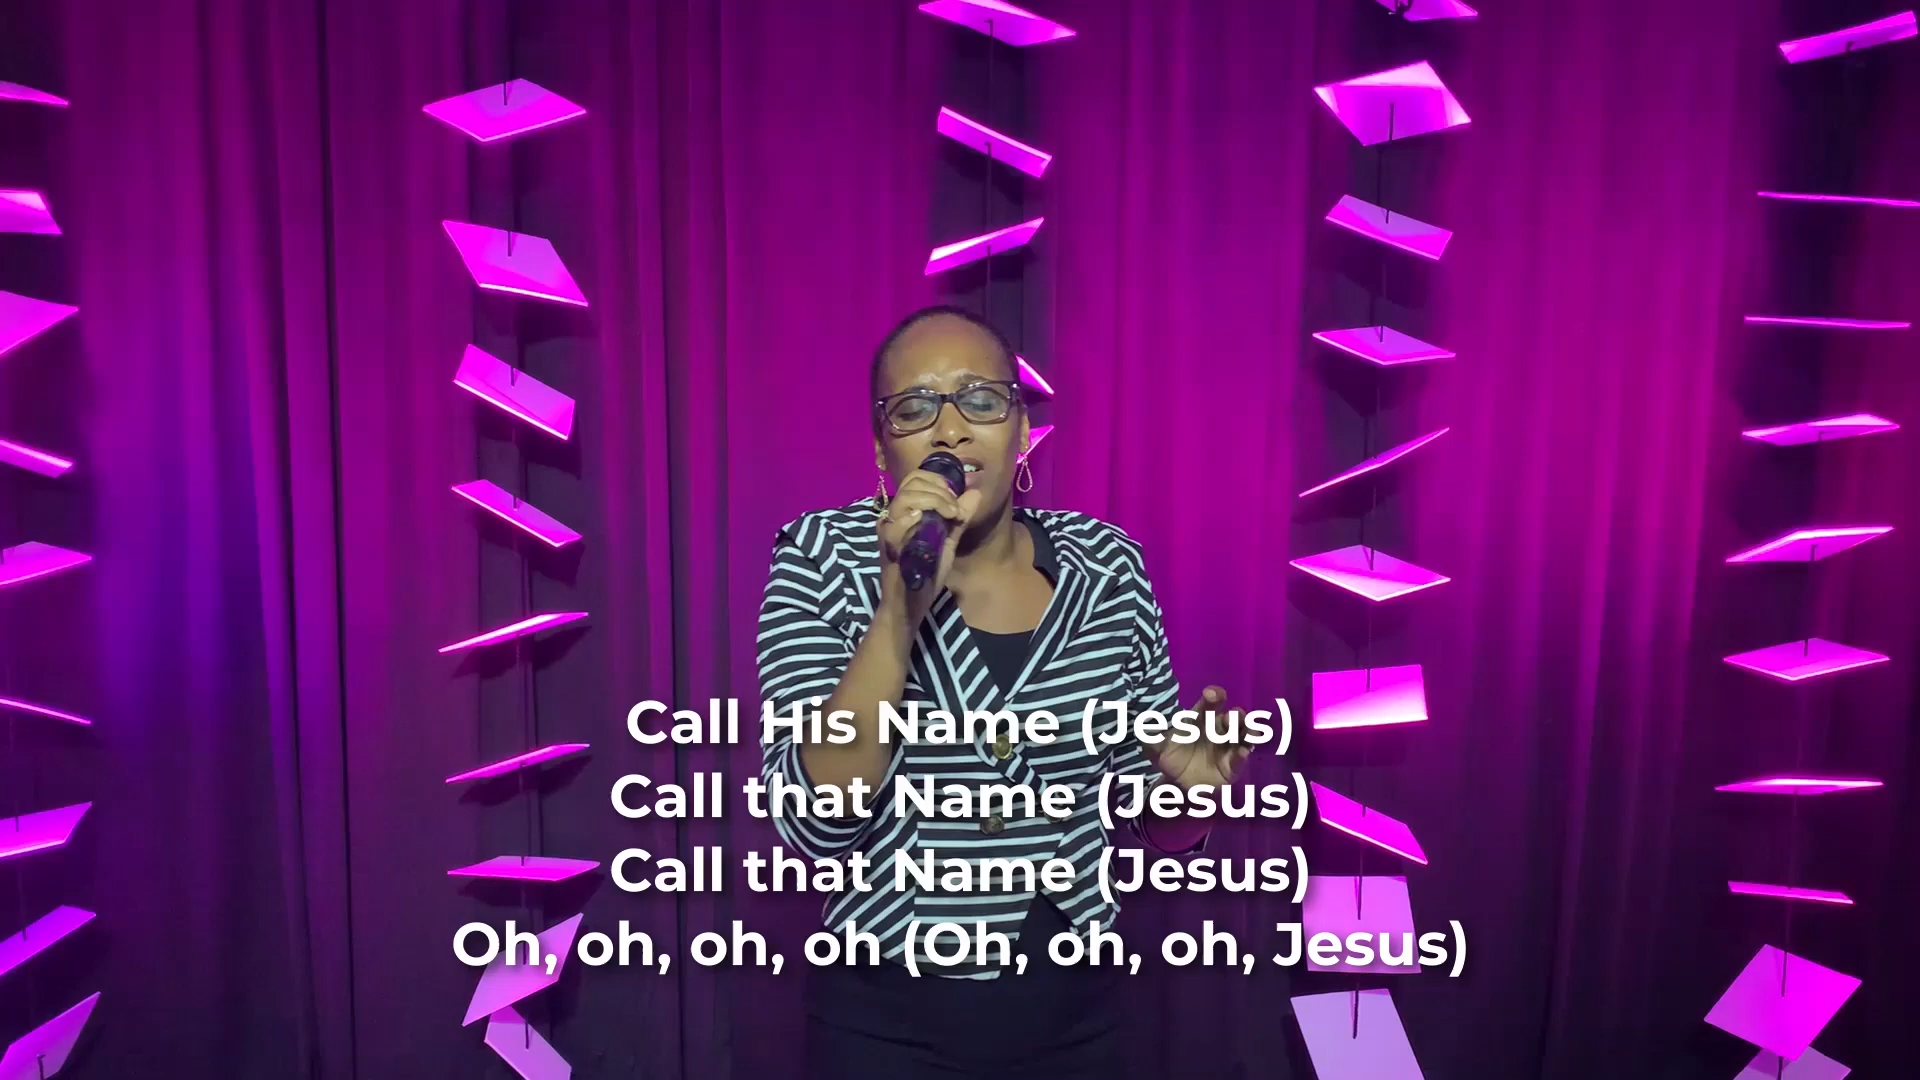 Call His Name (Jesus)
Call that Name (Jesus)
Call that Name (Jesus)
Oh, oh, oh, oh (Oh, oh, oh, Jesus)